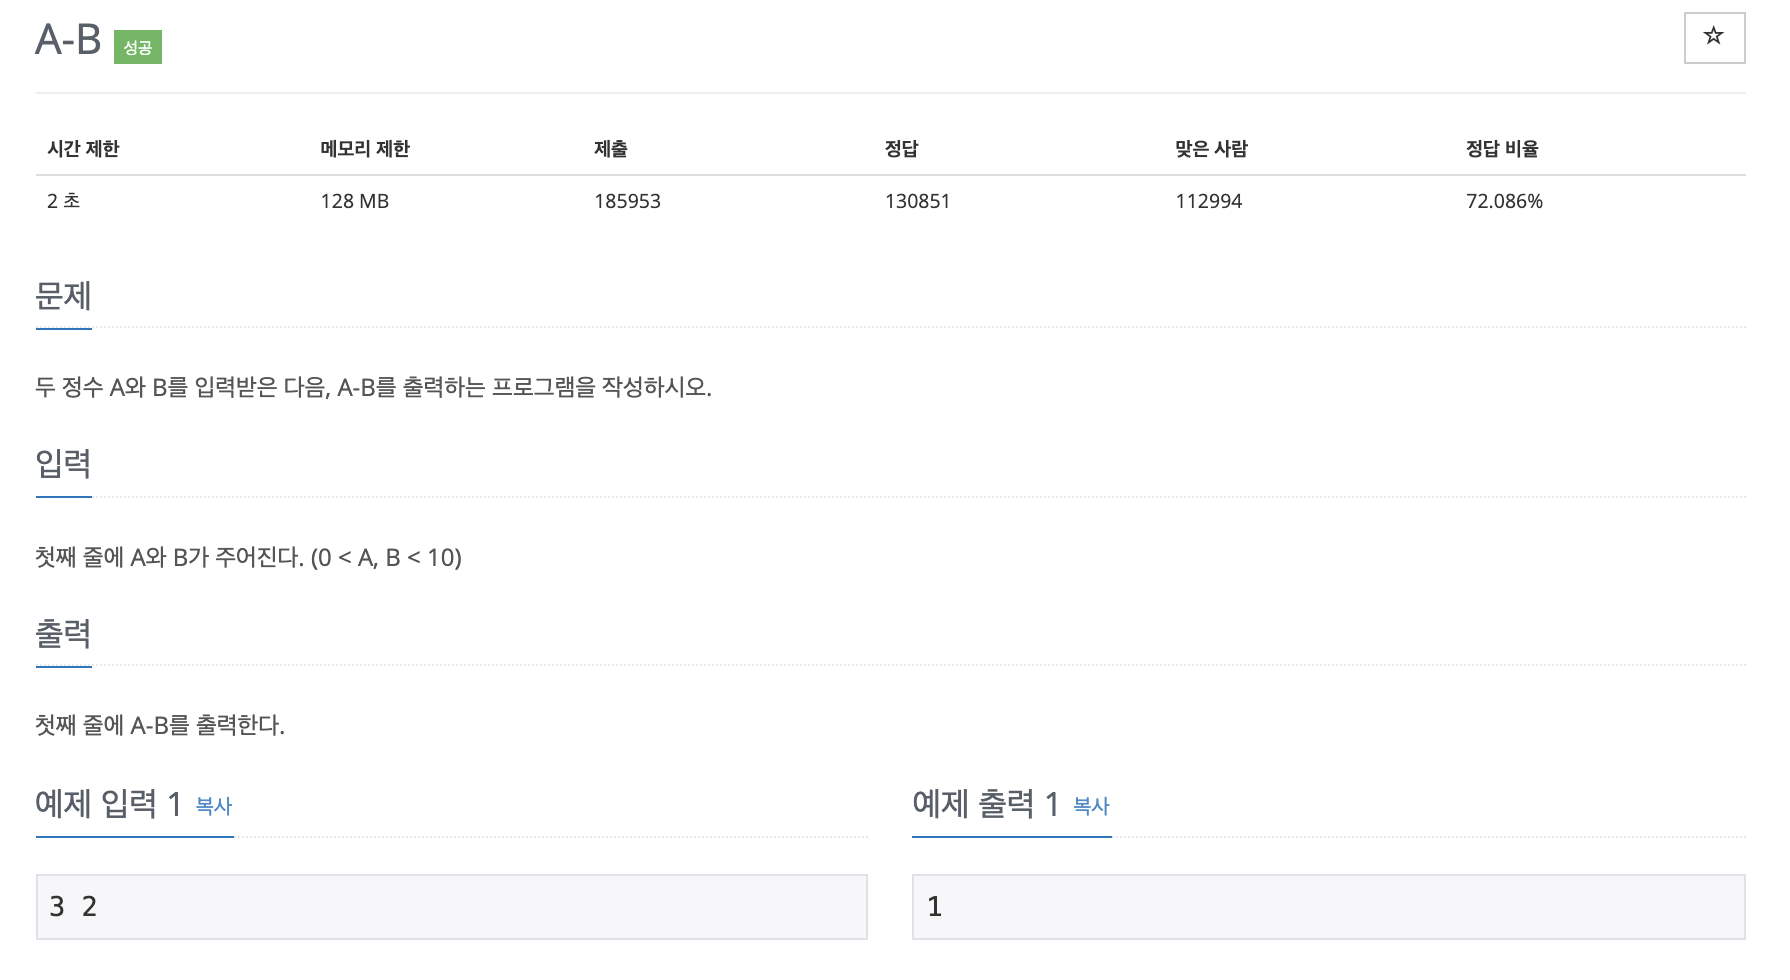 A-B 성공
☆
시간 제한 메모리 제한 제출 정답 맞은 사람 정답 비율
2 초 128 MB 185953 130851 112994 72.086%
문제
두 정수 A와 B를 입력받은 다음, A-B를 출력하는 프로그램을 작성하시오.
입력
첫째 줄에 A와 B가 주어진다. (0 < A, B < 10)
출력
첫째 줄에 A-B를 출력한다.
예제 입력 1 복사
3 2
예제 출력 1 복사
1